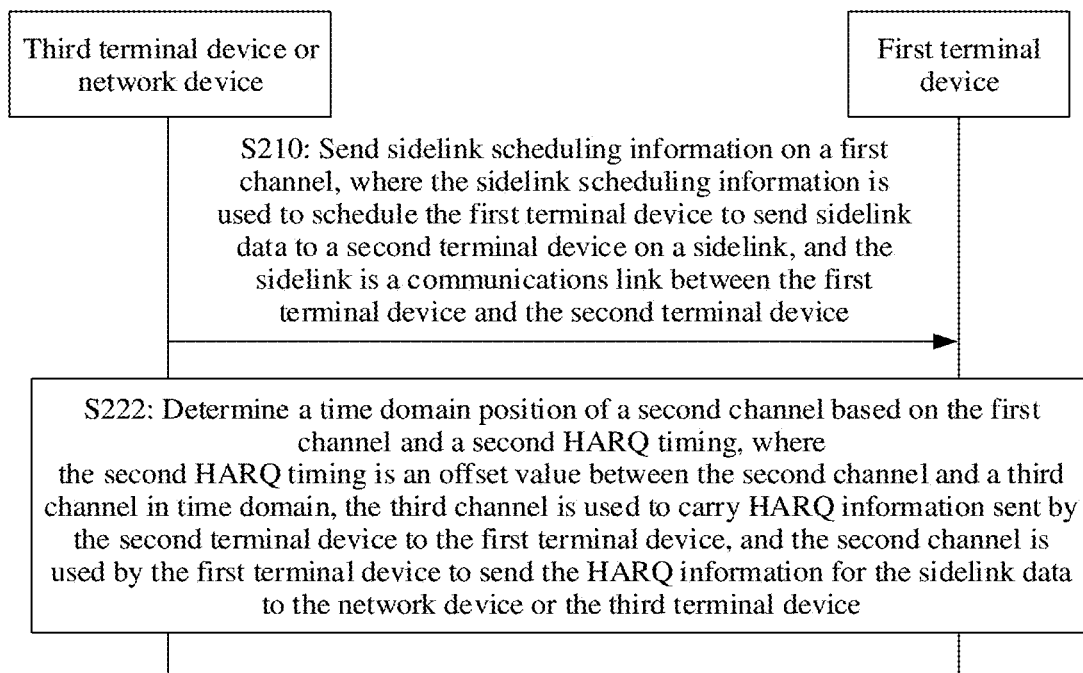 Third terminal device or
network device
First terminal
device
S210: Send sidelink scheduling information on a first
channel, where the sidelink scheduling information is
used to schedule the first terminal device to send sidelink
data to a second terminal device on a sidelink, and the
sidelink is a communications link between the first
terminal device and the second terminal device
S222: Determine a time domain position of a second channel based on the first
channel and a second HARQ timing, where
the second HARQ timing is an offset value between the second channel and a third
channel in time domain, the third channel is used to carry HARQ information sent by
the second terminal device to the first terminal device, and the second channel is
used by the first terminal device to send the HARQ information for the sidelink data
to the network device or the third terminal device